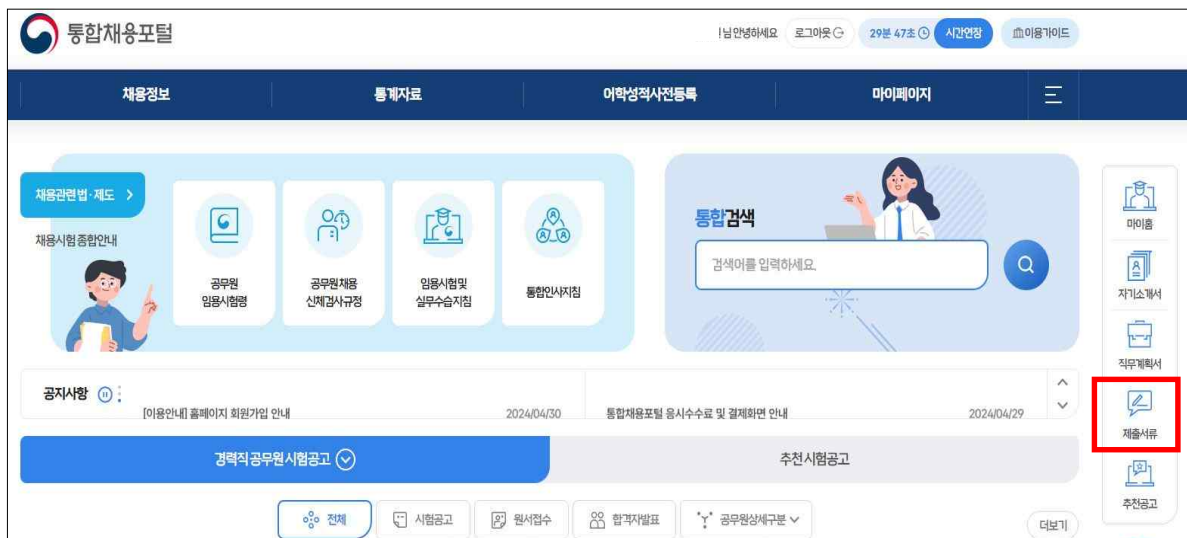 통합채용포털
님안녕하세요 로그아웃 29분 47초 시간연장 이용가이드
채용정보 통계자료 어학성적사전등록 마이페이지
채용관련법·제도
채용시험종합안내
공무원
임용시험령
공무원채용
신체검사규정
임용시험및
실무수습지침
통합인사지침
통합검색
검색어를 입력하세요.
마이홈
자기소개서
직무계획서
제출서류
추천공고
공지사항
[이용안내] 홈페이지 회원가입 안내 2024/04/30
통합채용포털 응시수수료 및 결제화면 안내 2024/04/29
경력직공무원시험공고 추천시험공고
전체 시험공고 원서접수 합격자발표 공무원상세구분 더보기